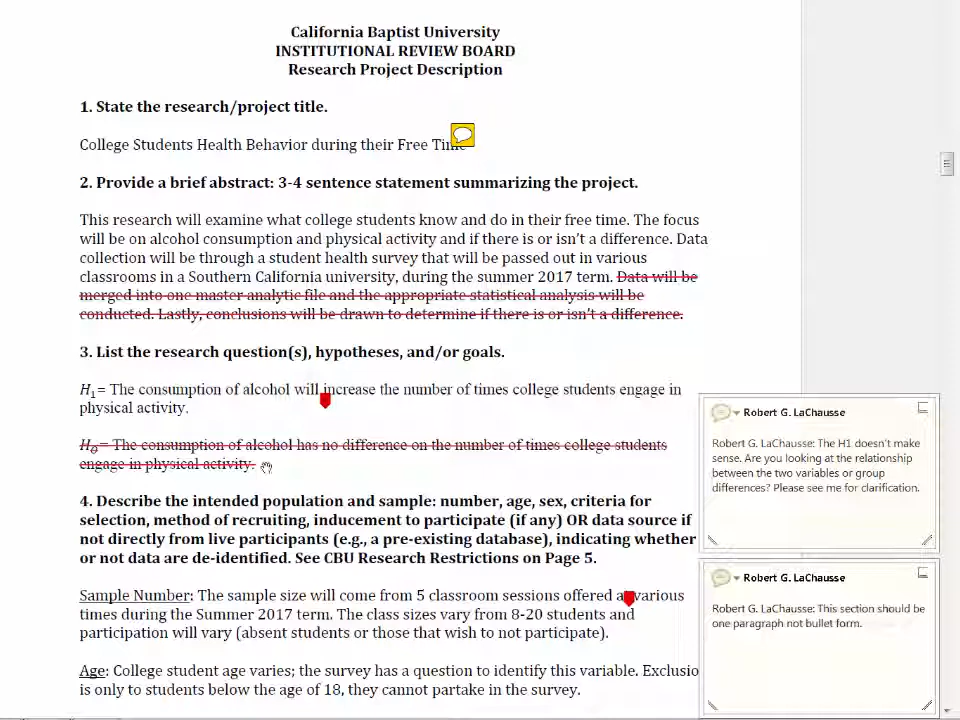 California Baptist University
INSTITUTIONAL REVIEW BOARD
Research Project Description
1. State the research/project title.
College Students Health Behavior during their Free Time
2. Provide a brief abstract: 3-4 sentence statement summarizing the project.
This research will examine what college students know and do in their free time. The focus
will be on alcohol consumption and physical activity and if there is or isn't a difference. Data
collection will be through a student health survey that will be passed out in various
classrooms in a Southern California university, during the summer 2017 term. Data will be
merged into one master analytic file and the appropriate statistical analysis will be
conducted. Lastly, conclusions will be drawn to determine if there is or isn't a difference.
3. List the research question(s), hypotheses, and/or goals.
H₁= The consumption of alcohol will increase the number of times college students engage in
physical activity.
H₀= The consumption of alcohol has no difference on the number of times college students
engage in physical activity.
4. Describe the intended population and sample: number, age, sex, criteria for
selection, method of recruiting, inducement to participate (if any) OR data source if
not directly from live participants (e.g., a pre-existing database), indicating whether
or not data are de-identified. See CBU Research Restrictions on Page 5.
Sample Number: The sample size will come from 5 classroom sessions offered at various
times during the Summer 2017 term. The class sizes vary from 8-20 students and
participation will vary (absent students or those that wish to not participate).
Age: College student age varies; the survey has a question to identify this variable. Exclusio
is only to students below the age of 18, they cannot partake in the survey.
Robert G. LaChausse
Robert G. LaChausse: The H1 doesn't make
sense. Are you looking at the relationship
between the two variables or group
differences? Please see me for clarification.
Robert G. LaChausse
Robert G. LaChausse: This section should be
one paragraph not bullet form.